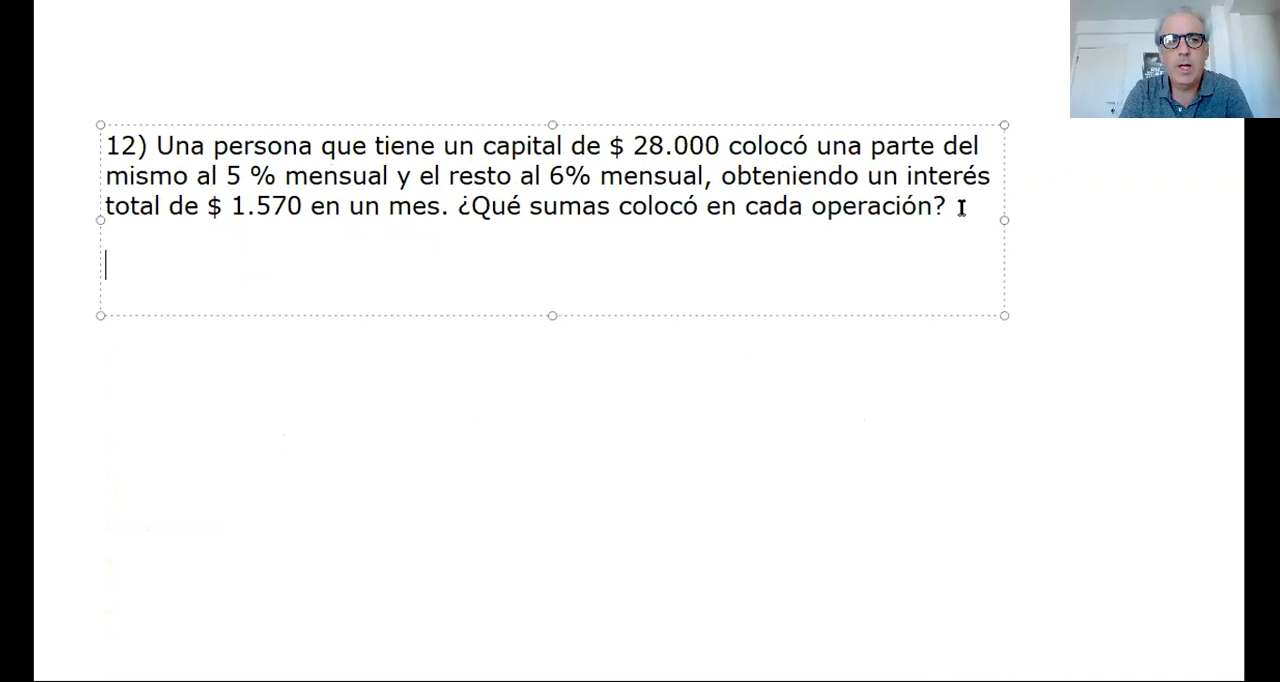 12) Una persona que tiene un capital de $ 28.000 colocó una parte del
mismo al 5 % mensual y el resto al 6% mensual, obteniendo un interés
total de $ 1.570 en un mes. ¿Qué sumas colocó en cada operación?